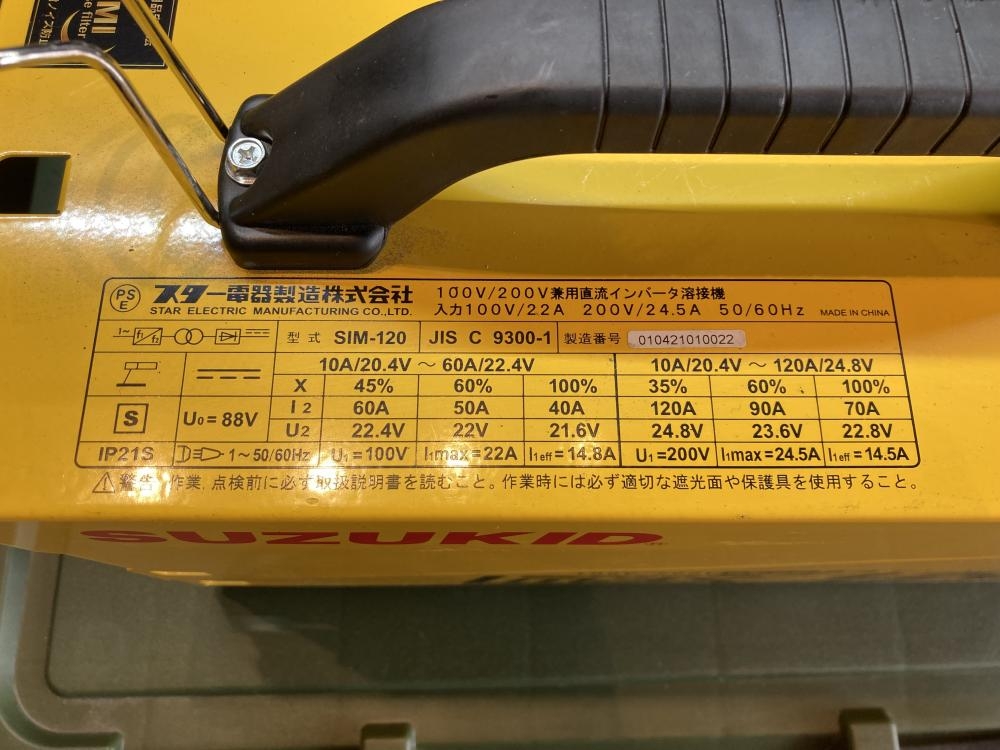 MI
e filter
PS
E
スター電器製造株式会社
STAR ELECTRIC MANUFACTURING CO.,LTD.
100V/200V兼用直流インバータ溶接機
入力100V/22A 200V/24.5A 50/60Hz
MADE IN CHINA
1~ f1 f2
型式 SIM-120 JIS C 9300-1 製造番号 010421010022
10A/20.4V ~ 60A/22.4V 10A/20.4V ~ 120A/24.8V
X 45% 60% 100% 35% 60% 100%
S U0=88V
I2 60A 50A 40A 120A 90A 70A
U2 22.4V 22V 21.6V 24.8V 23.6V 22.8V
IP21S 1~50/60Hz U1=100V I1max=22A I1eff=14.8A U1=200V I1max=24.5A I1eff=14.5A
警告 作業、点検前に必ず取扱説明書を読むこと。作業時には必ず適切な遮光面や保護具を使用すること。
SUZUKID